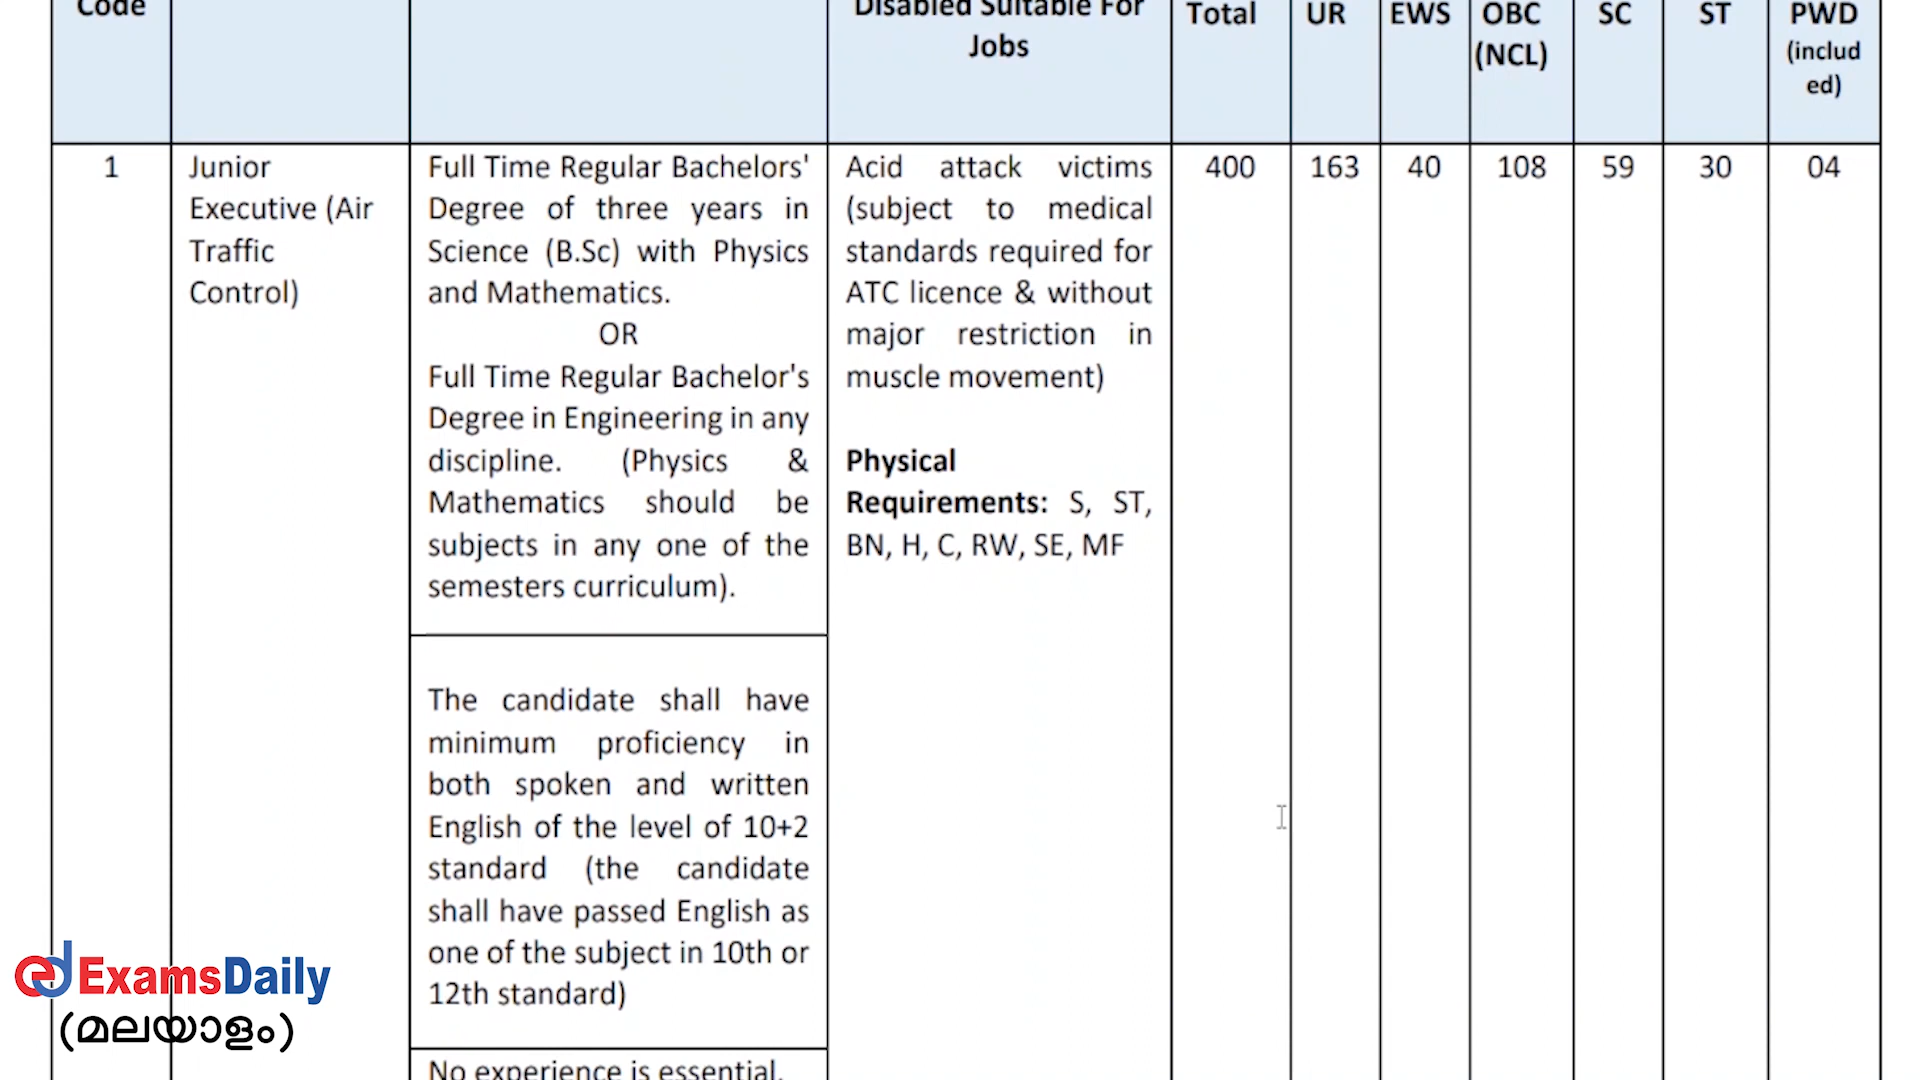 Code
Disabled Suitable For
Jobs
Total
UR
EWS
OBC
(NCL)
SC
ST
PWD
(includ
ed)
1
Junior
Executive (Air
Traffic
Control)
Full Time Regular Bachelors'
Degree of three years in
Science (B.Sc) with Physics
and Mathematics.
OR
Full Time Regular Bachelor's
Degree in Engineering in any
discipline. (Physics &
Mathematics should be
subjects in any one of the
semesters curriculum).
The candidate shall have
minimum proficiency in
both spoken and written
English of the level of 10+2
standard (the candidate
shall have passed English as
one of the subject in 10th or
12th standard)
No experience is essential.
Acid attack victims
(subject to medical
standards required for
ATC licence & without
major restriction in
muscle movement)
Physical
Requirements: S, ST,
BN, H, C, RW, SE, MF
400
163
40
108
59
30
04
ed ExamsDaily
(മലയാളം)